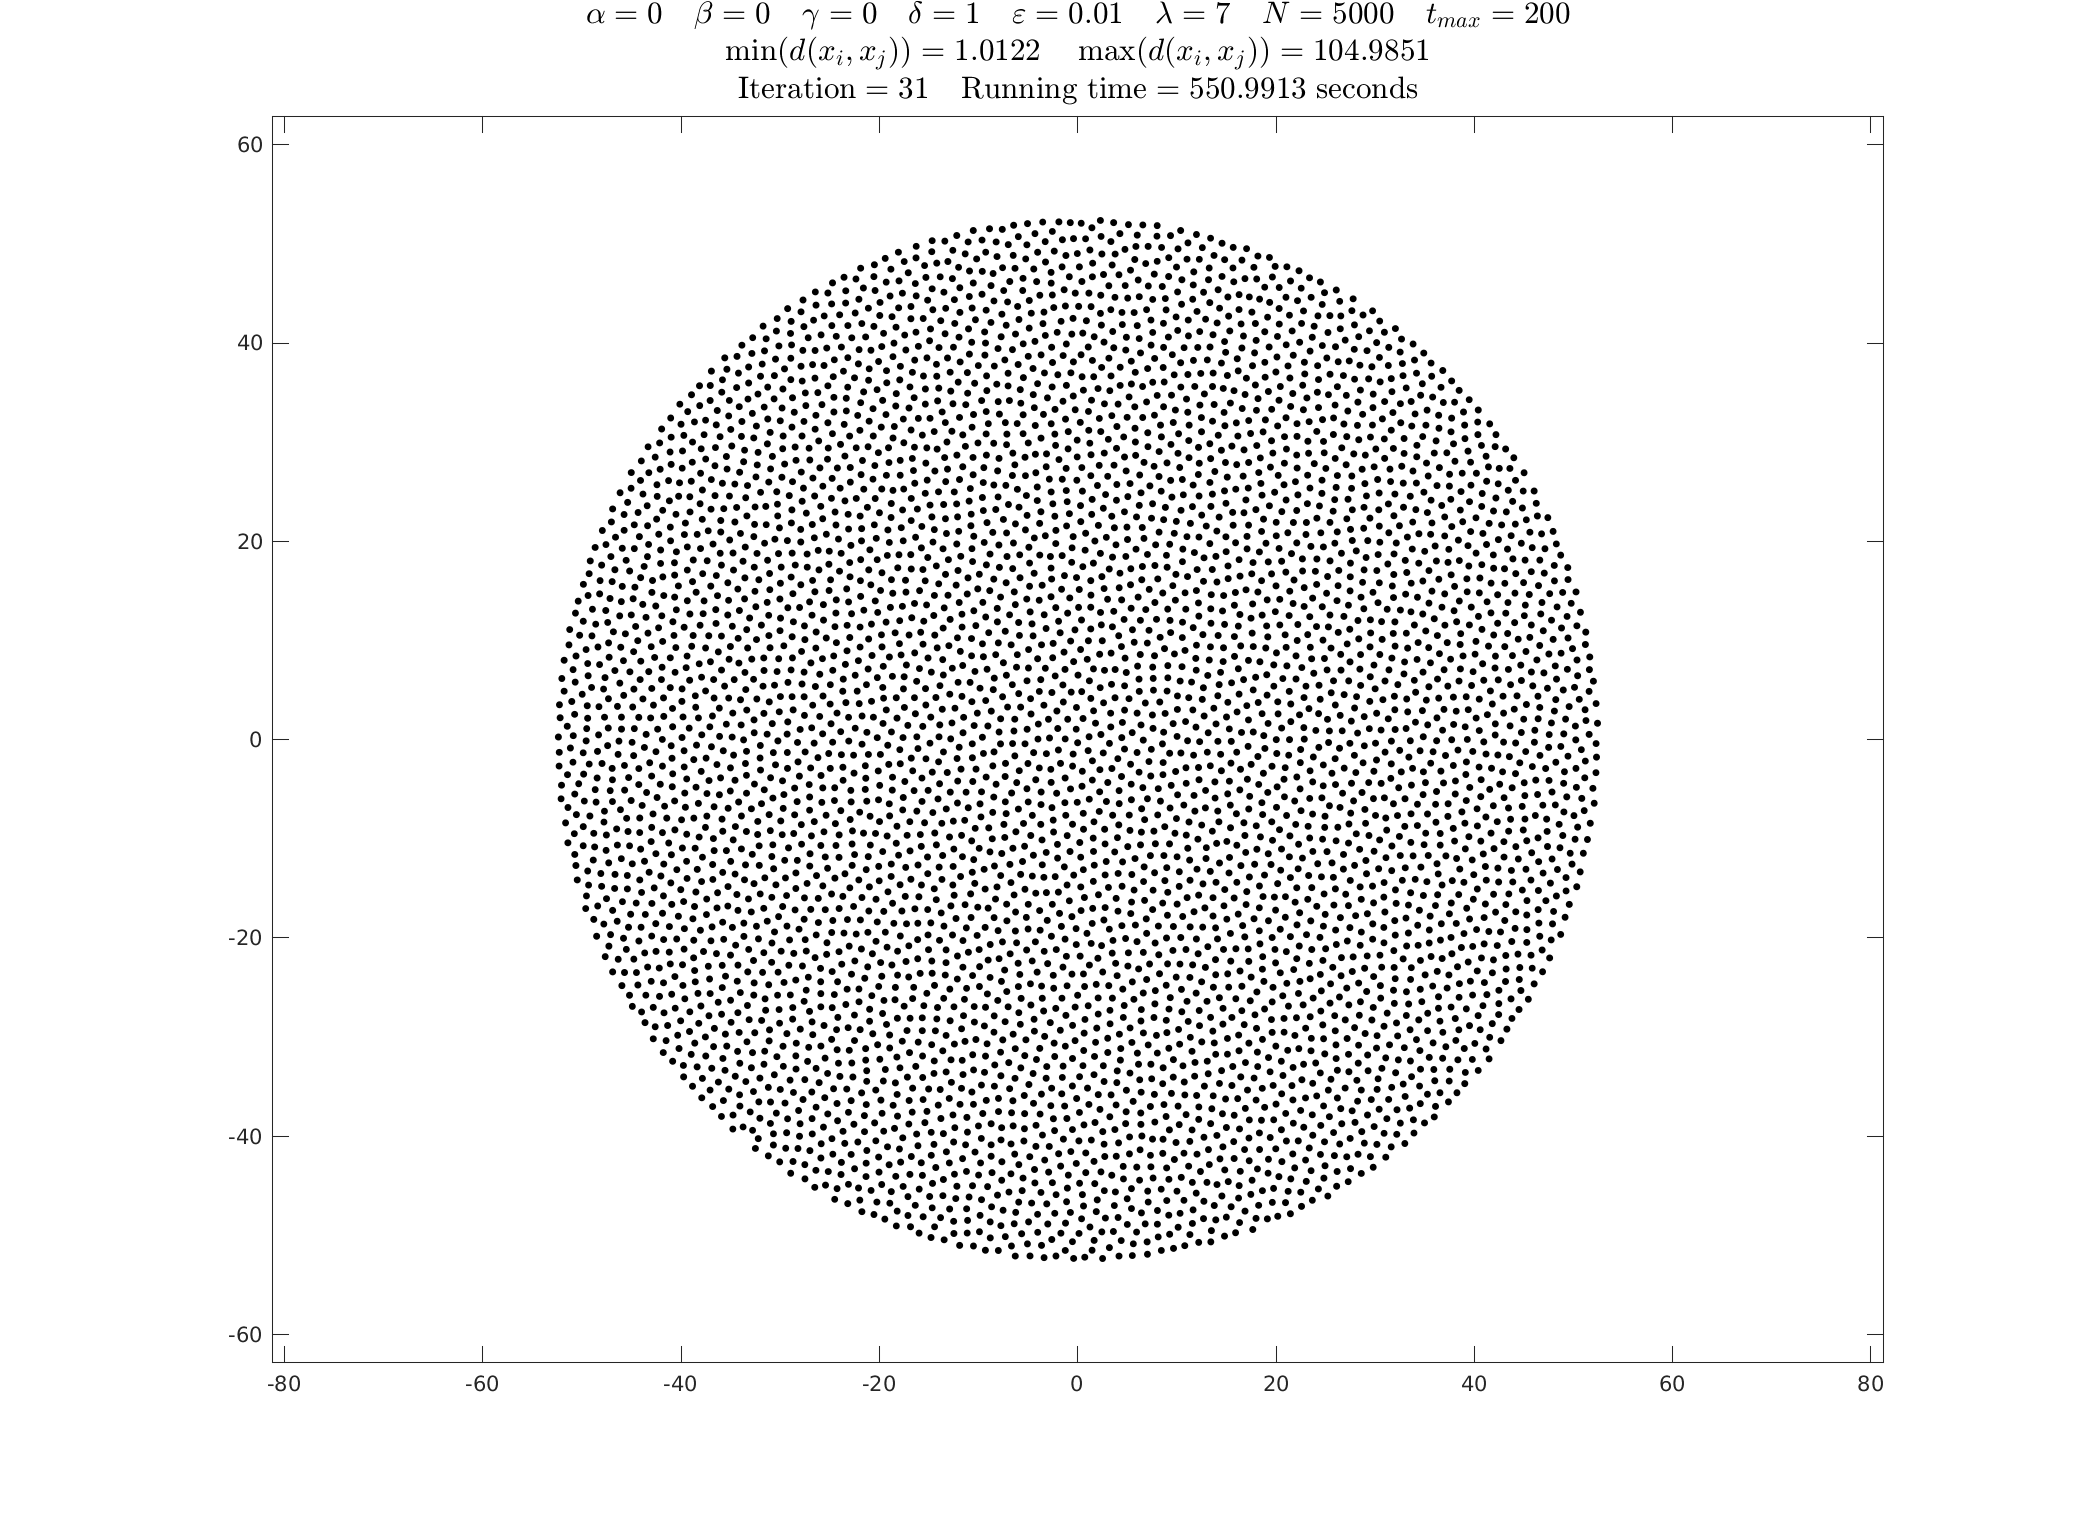 α = 0 β = 0 γ = 0 δ = 1 ε = 0.01 λ = 7 N = 5000 t_max = 200
min(d(x_i, x_j)) = 1.0122 max(d(x_i, x_j)) = 104.9851
Iteration = 31 Running time = 550.9913 seconds
60
40
20
0
-20
-40
-60
-80 -60 -40 -20 0 20 40 60 80